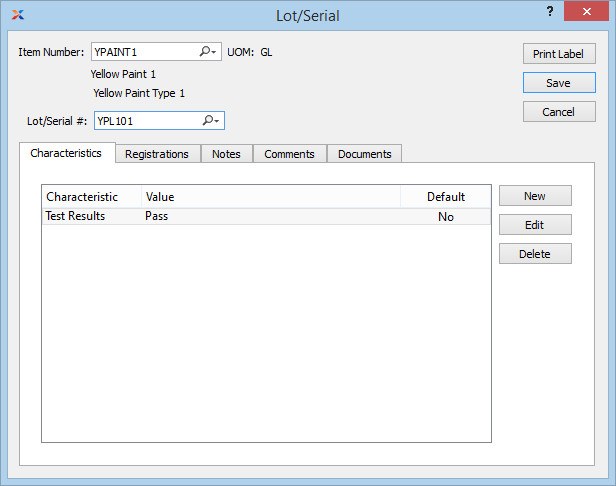 Lot/Serial
?
Item Number: YPAINT1 UOM: GL
Print Label
Yellow Paint 1
Save
Yellow Paint Type 1
Cancel
Lot/Serial #: YPL101
Characteristics Registrations Notes Comments Documents
Characteristic Value Default
New
Test Results Pass No
Edit
Delete